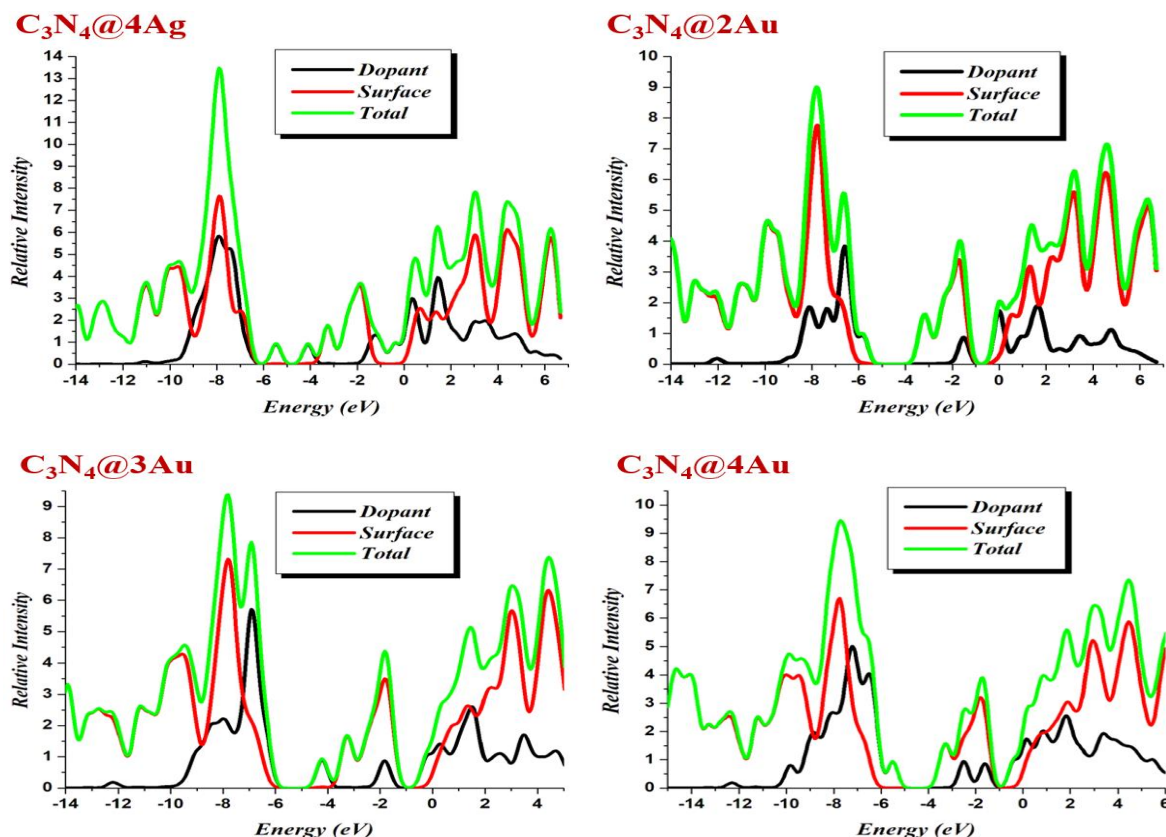 C₃N₄@4Ag
Relative Intensity
14
13
12
11
10
9
8
7
6
5
4
3
2
1
0
Dopant
Surface
Total
-14 -12 -10 -8 -6 -4 -2 0 2 4 6
Energy (eV)
C₃N₄@2Au
Relative Intensity
10
9
8
7
6
5
4
3
2
1
0
Dopant
Surface
Total
-14 -12 -10 -8 -6 -4 -2 0 2 4 6
Energy (eV)
C₃N₄@3Au
Relative Intensity
9
8
7
6
5
4
3
2
1
0
Dopant
Surface
Total
-14 -12 -10 -8 -6 -4 -2 0 2 4
Energy (eV)
C₃N₄@4Au
Relative Intensity
10
9
8
7
6
5
4
3
2
1
0
Dopant
Surface
Total
-14 -12 -10 -8 -6 -4 -2 0 2 4 6
Energy (eV)